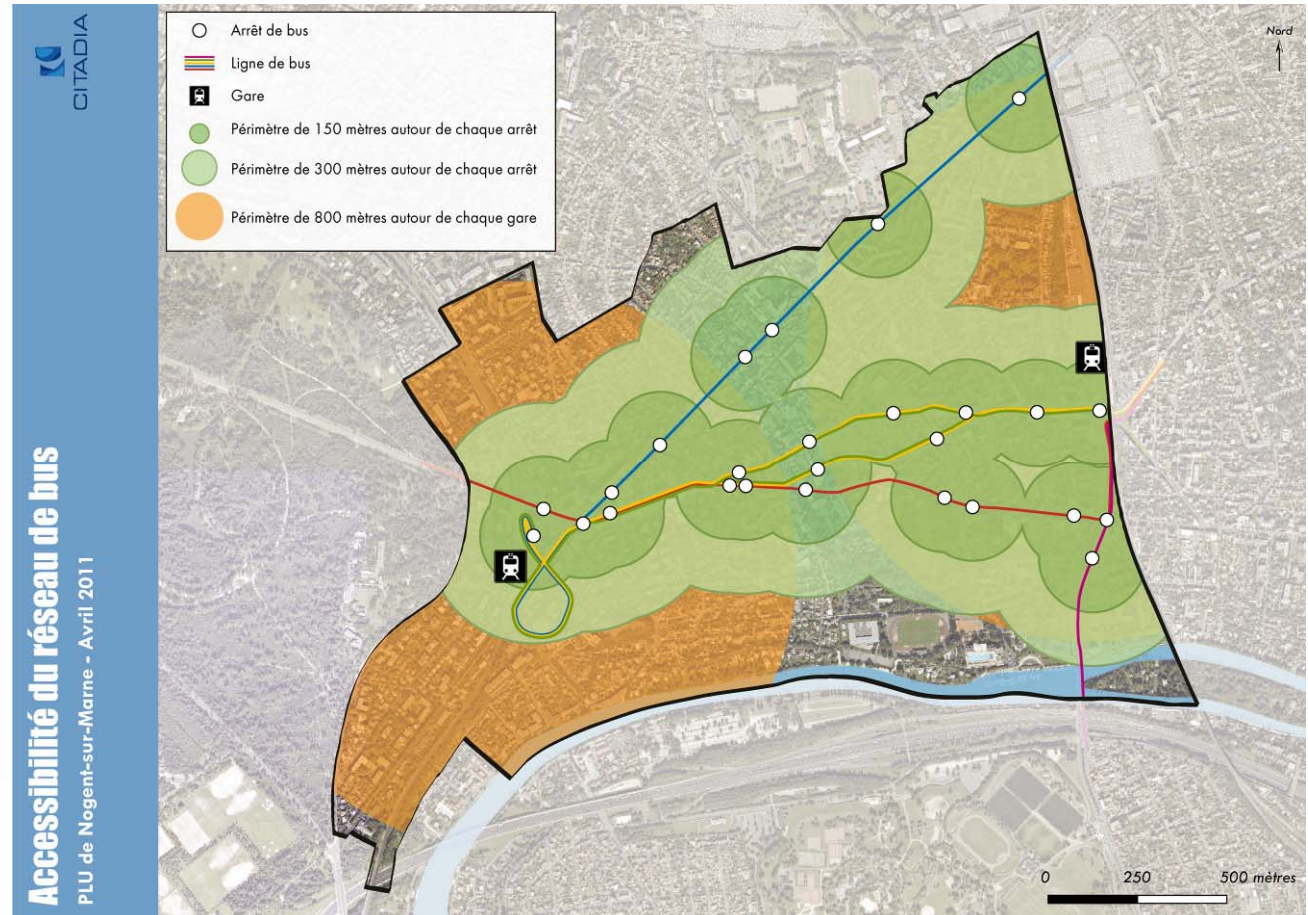 CITADIA
Accessibilité du réseau de bus
PLU de Nogent-sur-Marne - Avril 2011
Arrêt de bus
Ligne de bus
Gare
Périmètre de 150 mètres autour de chaque arrêt
Périmètre de 300 mètres autour de chaque arrêt
Périmètre de 800 mètres autour de chaque gare
Nord
0 250 500 mètres